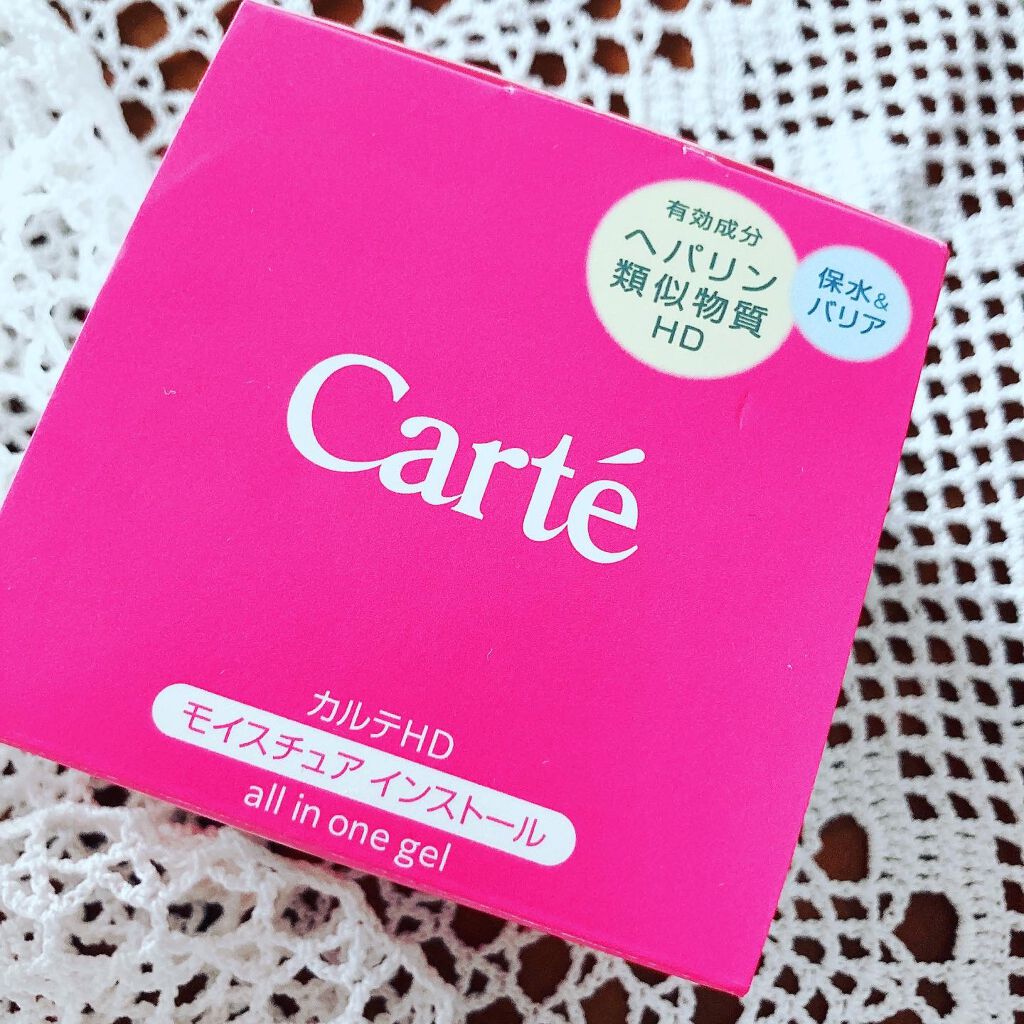 有効成分
ヘパリン
類似物質
HD
保水&
バリア
Carté
カルテHD
モイスチュア インストール
all in one gel